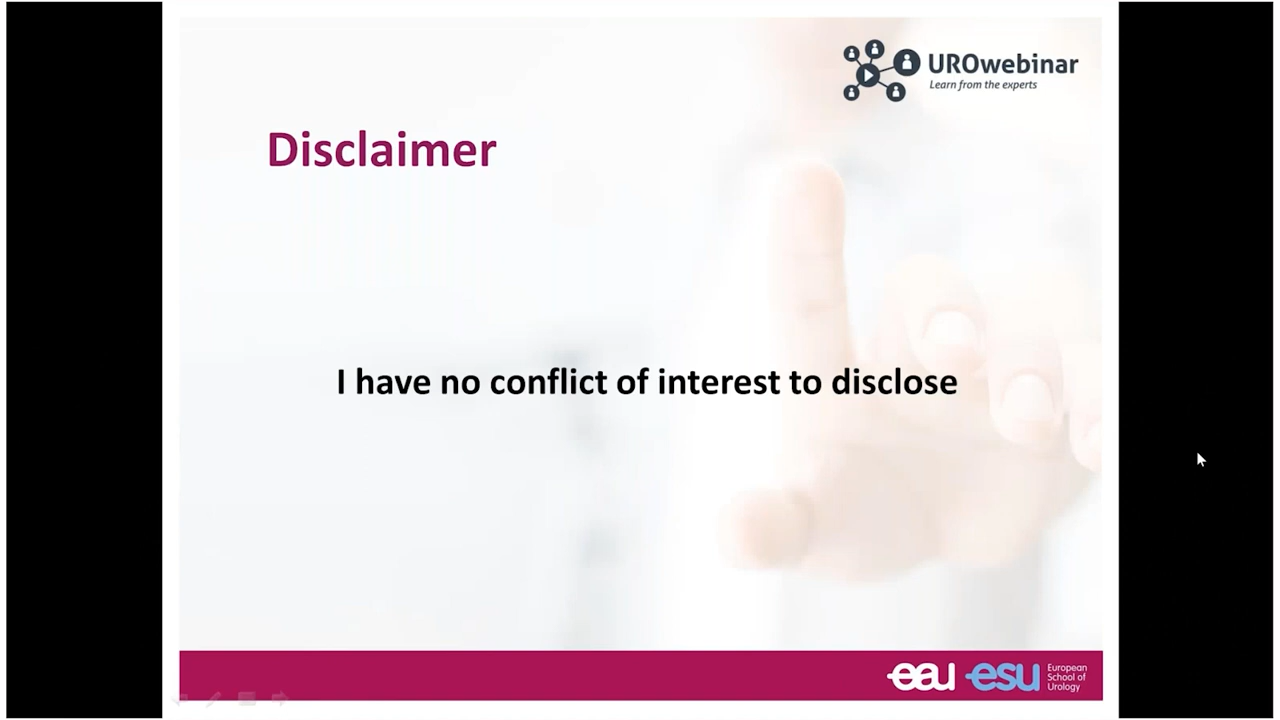 UROwebinar
Learn from the experts
Disclaimer
I have no conflict of interest to disclose
eau esu European
School of
Urology